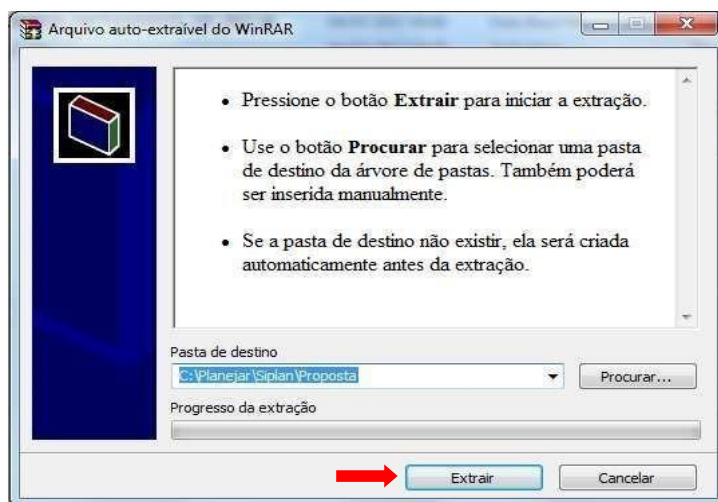 Arquivo auto-extraível do WinRAR
• Pressione o botão Extrair para iniciar a extração.
• Use o botão Procurar para selecionar uma pasta
de destino da árvore de pastas. Também poderá
ser inserida manualmente.
• Se a pasta de destino não existir, ela será criada
automaticamente antes da extração.
Pasta de destino
C:\Planejar\Siplan\Proposta
Procurar...
Progresso da extração
Extrair
Cancelar